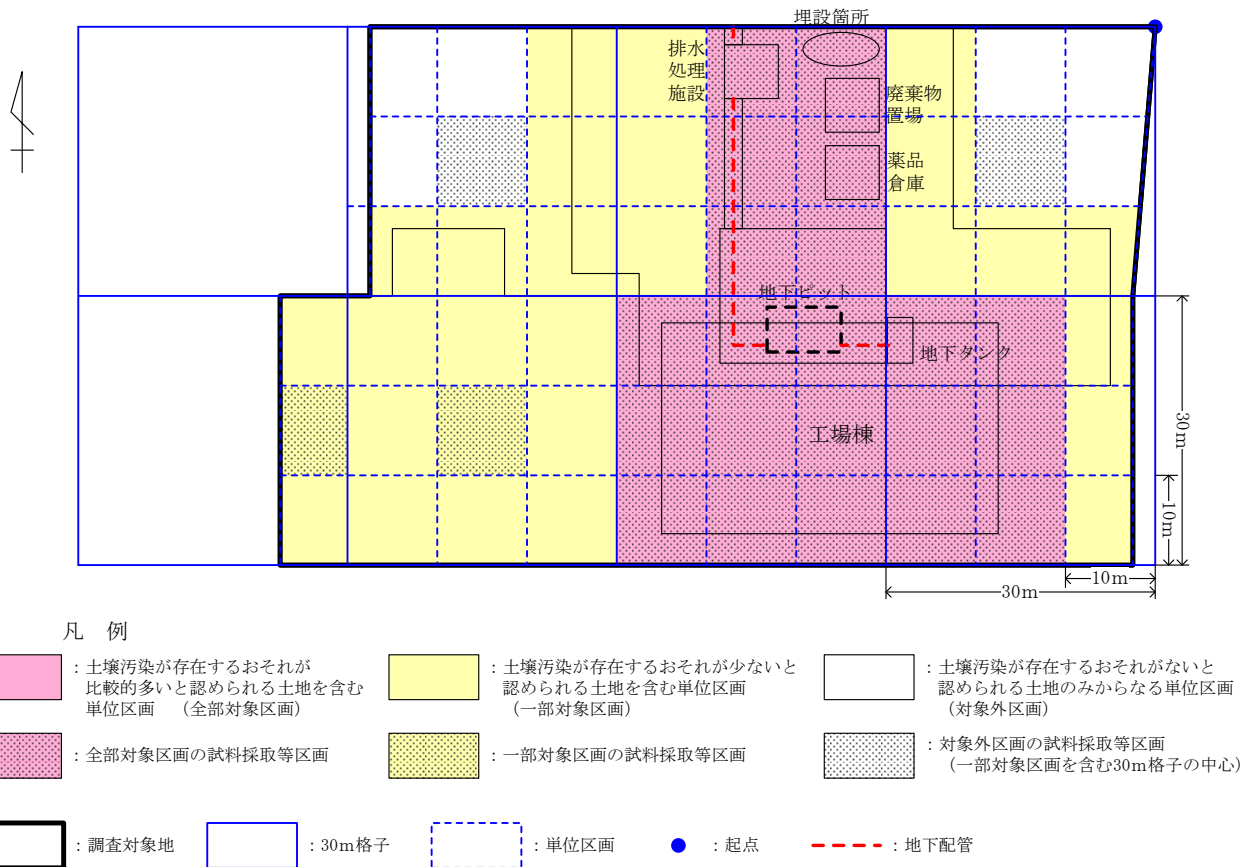 埋設箇所
排水
処理
施設
廃棄物
置場
薬品
倉庫
地下ピット
地下タンク
工場棟
30m
10m
10m
30m
凡 例
：土壌汚染が存在するおそれが
比較的多いと認められる土地を含む
単位区画 （全部対象区画）
：土壌汚染が存在するおそれが少ないと
認められる土地を含む単位区画
（一部対象区画）
：土壌汚染が存在するおそれがないと
認められる土地のみからなる単位区画
（対象外区画）
：全部対象区画の試料採取等区画
：一部対象区画の試料採取等区画
：対象外区画の試料採取等区画
（一部対象区画を含む30m格子の中心）
：調査対象地
：30m格子
：単位区画
：起点
：地下配管